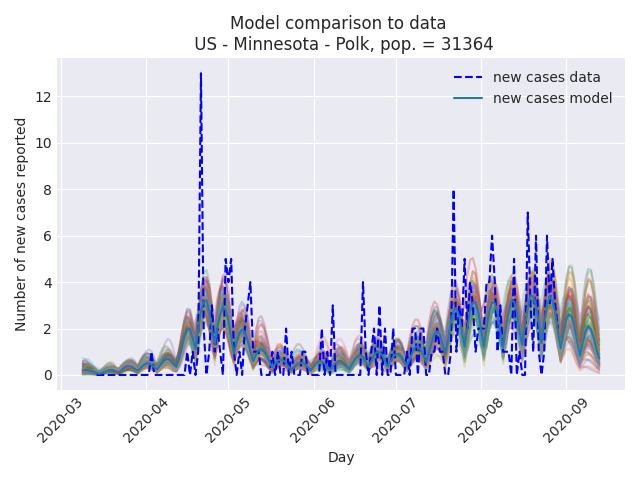 Model comparison to data
US - Minnesota - Polk, pop. = 31364
new cases data
new cases model
Number of new cases reported
12
10
8
6
4
2
0
2020-03
2020-04
2020-05
2020-06
2020-07
2020-08
2020-09
Day